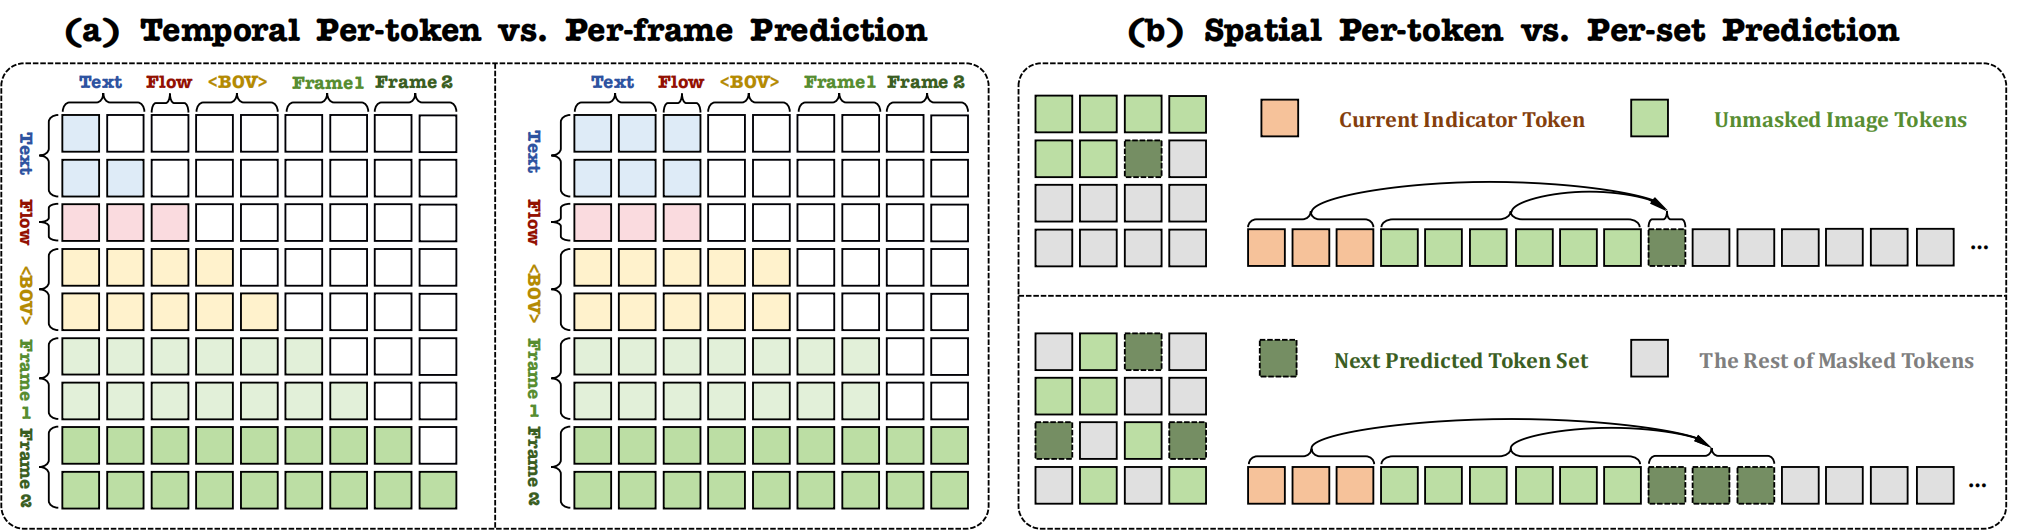 (a) Temporal Per-token vs. Per-frame Prediction
Text Flow <BOV> Frame1 Frame 2
Text
Flow
<BOV>
Frame 1
Frame 2
Text Flow <BOV> Frame1 Frame 2
Text
Flow
<BOV>
Frame 1
Frame 2
(b) Spatial Per-token vs. Per-set Prediction
Current Indicator Token
Unmasked Image Tokens
...
Next Predicted Token Set
The Rest of Masked Tokens
...